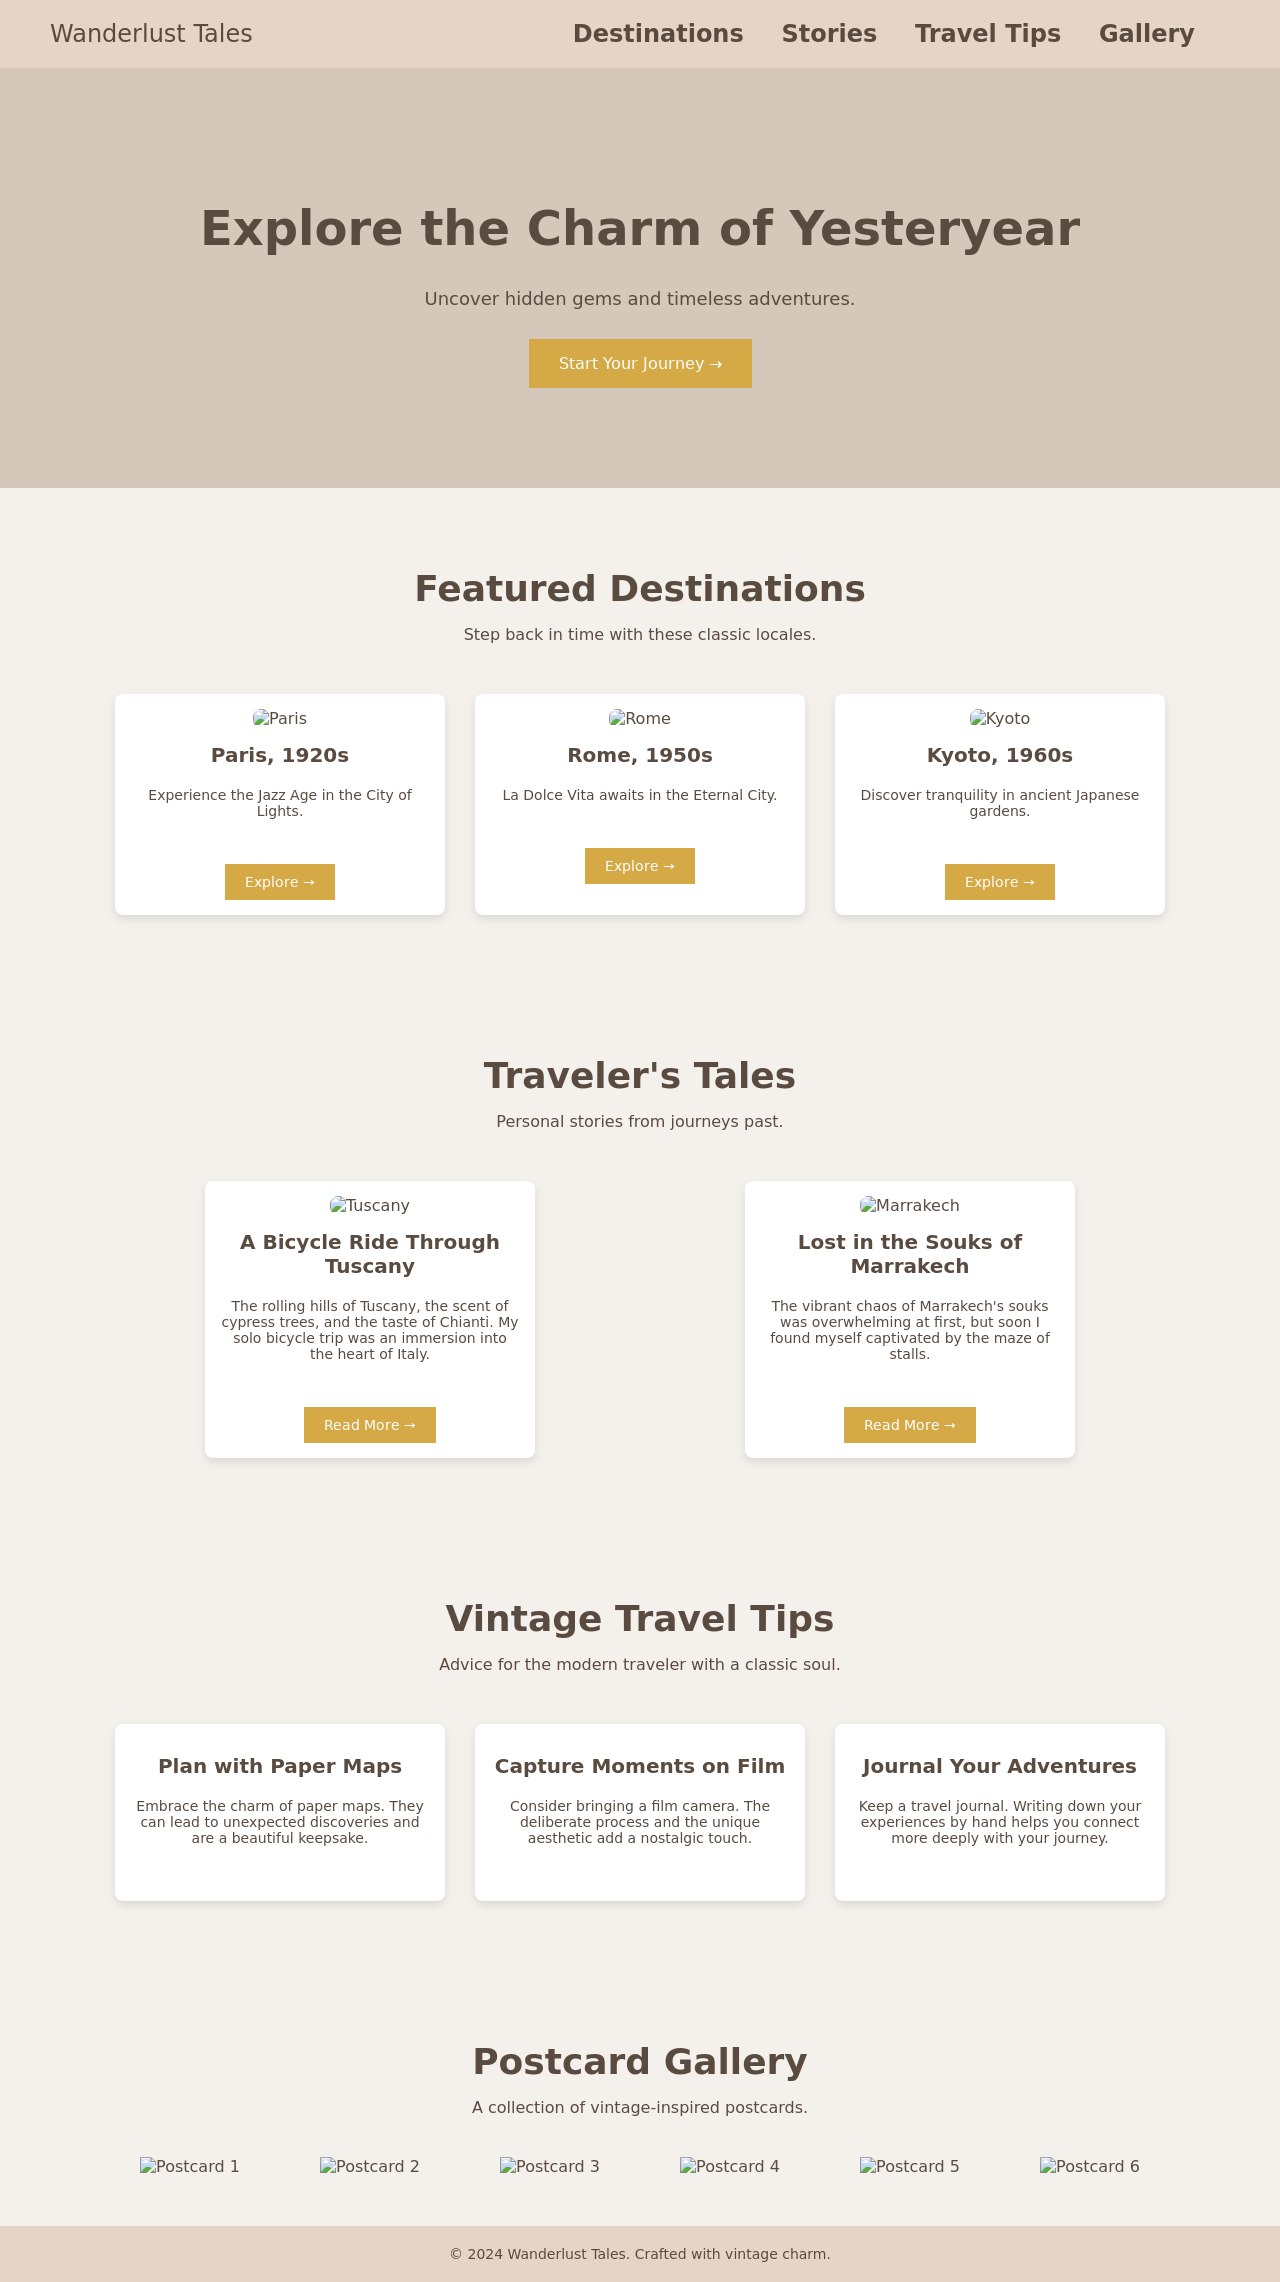 Wanderlust Tales
Destinations Stories Travel Tips Gallery
Explore the Charm of Yesteryear
Uncover hidden gems and timeless adventures.
Start Your Journey →
Featured Destinations
Step back in time with these classic locales.
Paris
Paris, 1920s
Experience the Jazz Age in the City of
Lights.
Explore →
Rome
Rome, 1950s
La Dolce Vita awaits in the Eternal City.
Explore →
Kyoto
Kyoto, 1960s
Discover tranquility in ancient Japanese
gardens.
Explore →
Traveler's Tales
Personal stories from journeys past.
Tuscany
A Bicycle Ride Through
Tuscany
The rolling hills of Tuscany, the scent of
cypress trees, and the taste of Chianti. My
solo bicycle trip was an immersion into
the heart of Italy.
Read More →
Marrakech
Lost in the Souks of
Marrakech
The vibrant chaos of Marrakech's souks
was overwhelming at first, but soon I
found myself captivated by the maze of
stalls.
Read More →
Vintage Travel Tips
Advice for the modern traveler with a classic soul.
Plan with Paper Maps
Embrace the charm of paper maps. They
can lead to unexpected discoveries and
are a beautiful keepsake.
Capture Moments on Film
Consider bringing a film camera. The
deliberate process and the unique
aesthetic add a nostalgic touch.
Journal Your Adventures
Keep a travel journal. Writing down your
experiences by hand helps you connect
more deeply with your journey.
Postcard Gallery
A collection of vintage-inspired postcards.
Postcard 1 Postcard 2 Postcard 3 Postcard 4 Postcard 5 Postcard 6
© 2024 Wanderlust Tales. Crafted with vintage charm.